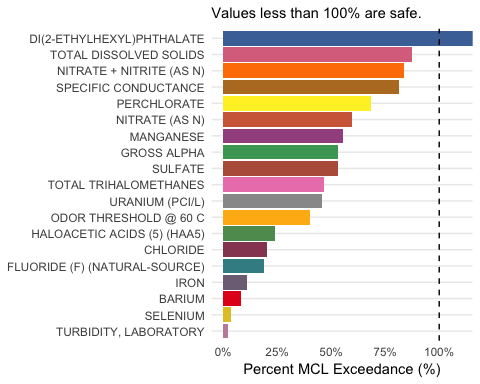 Values less than 100% are safe.
DI(2-ETHYLHEXYL)PHTHALATE
TOTAL DISSOLVED SOLIDS
NITRATE + NITRITE (AS N)
SPECIFIC CONDUCTANCE
PERCHLORATE
NITRATE (AS N)
MANGANESE
GROSS ALPHA
SULFATE
TOTAL TRIHALOMETHANES
URANIUM (PCI/L)
ODOR THRESHOLD @ 60 C
HALOACETIC ACIDS (5) (HAA5)
CHLORIDE
FLUORIDE (F) (NATURAL-SOURCE)
IRON
BARIUM
SELENIUM
TURBIDITY, LABORATORY
0% 25% 50% 75% 100%
Percent MCL Exceedance (%)